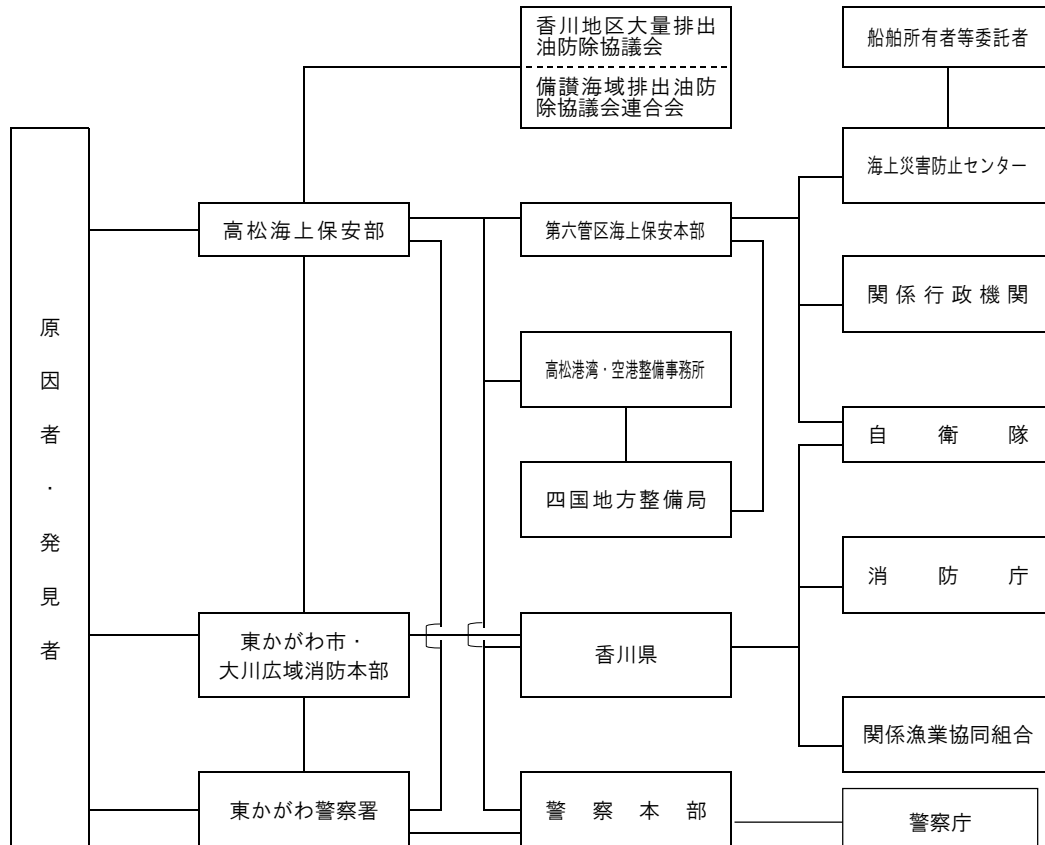 香川地区大量排出
油防除協議会
備讃海域排出油防
除協議会連合会
船舶所有者等委託者
海上災害防止センター
高松海上保安部
第六管区海上保安本部
関係行政機関
原因者・発見者
高松港湾・空港整備事務所
自衛隊
四国地方整備局
消防庁
東かがわ市・
大川広域消防本部
香川県
関係漁業協同組合
東かがわ警察署
警察本部
警察庁